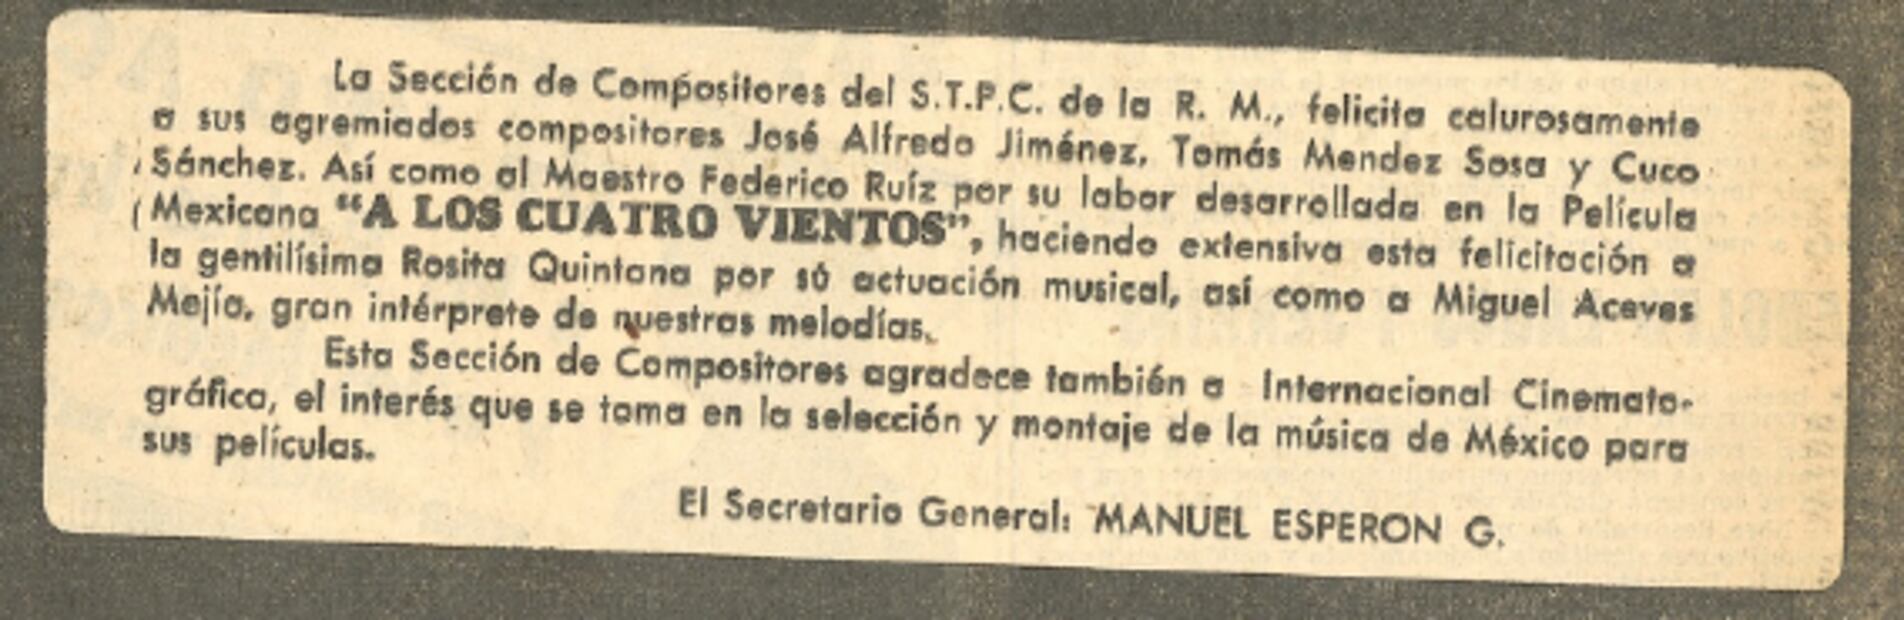 La Sección de Compositores del S.T.P.C. de la R. M., felicita calurosamente
a sus agremiados compositores José Alfredo Jiménez, Tomás Mendez Sosa y Cuco
Sánchez. Así como al Maestro Federico Ruíz por su labor desarrollada en la Película
Mexicana "A LOS CUATRO VIENTOS", haciendo extensiva esta felicitación a
la gentilísima Rosita Quintana por sú actuación musical, así como a Miguel Aceves
Mejía, gran intérprete de nuestras melodías.
Esta Sección de Compositores agradece también a Internacional Cinemato-
gráfica, el interés que se toma en la selección y montaje de la música de México para
sus películas.
El Secretario General: MANUEL ESPERON G.